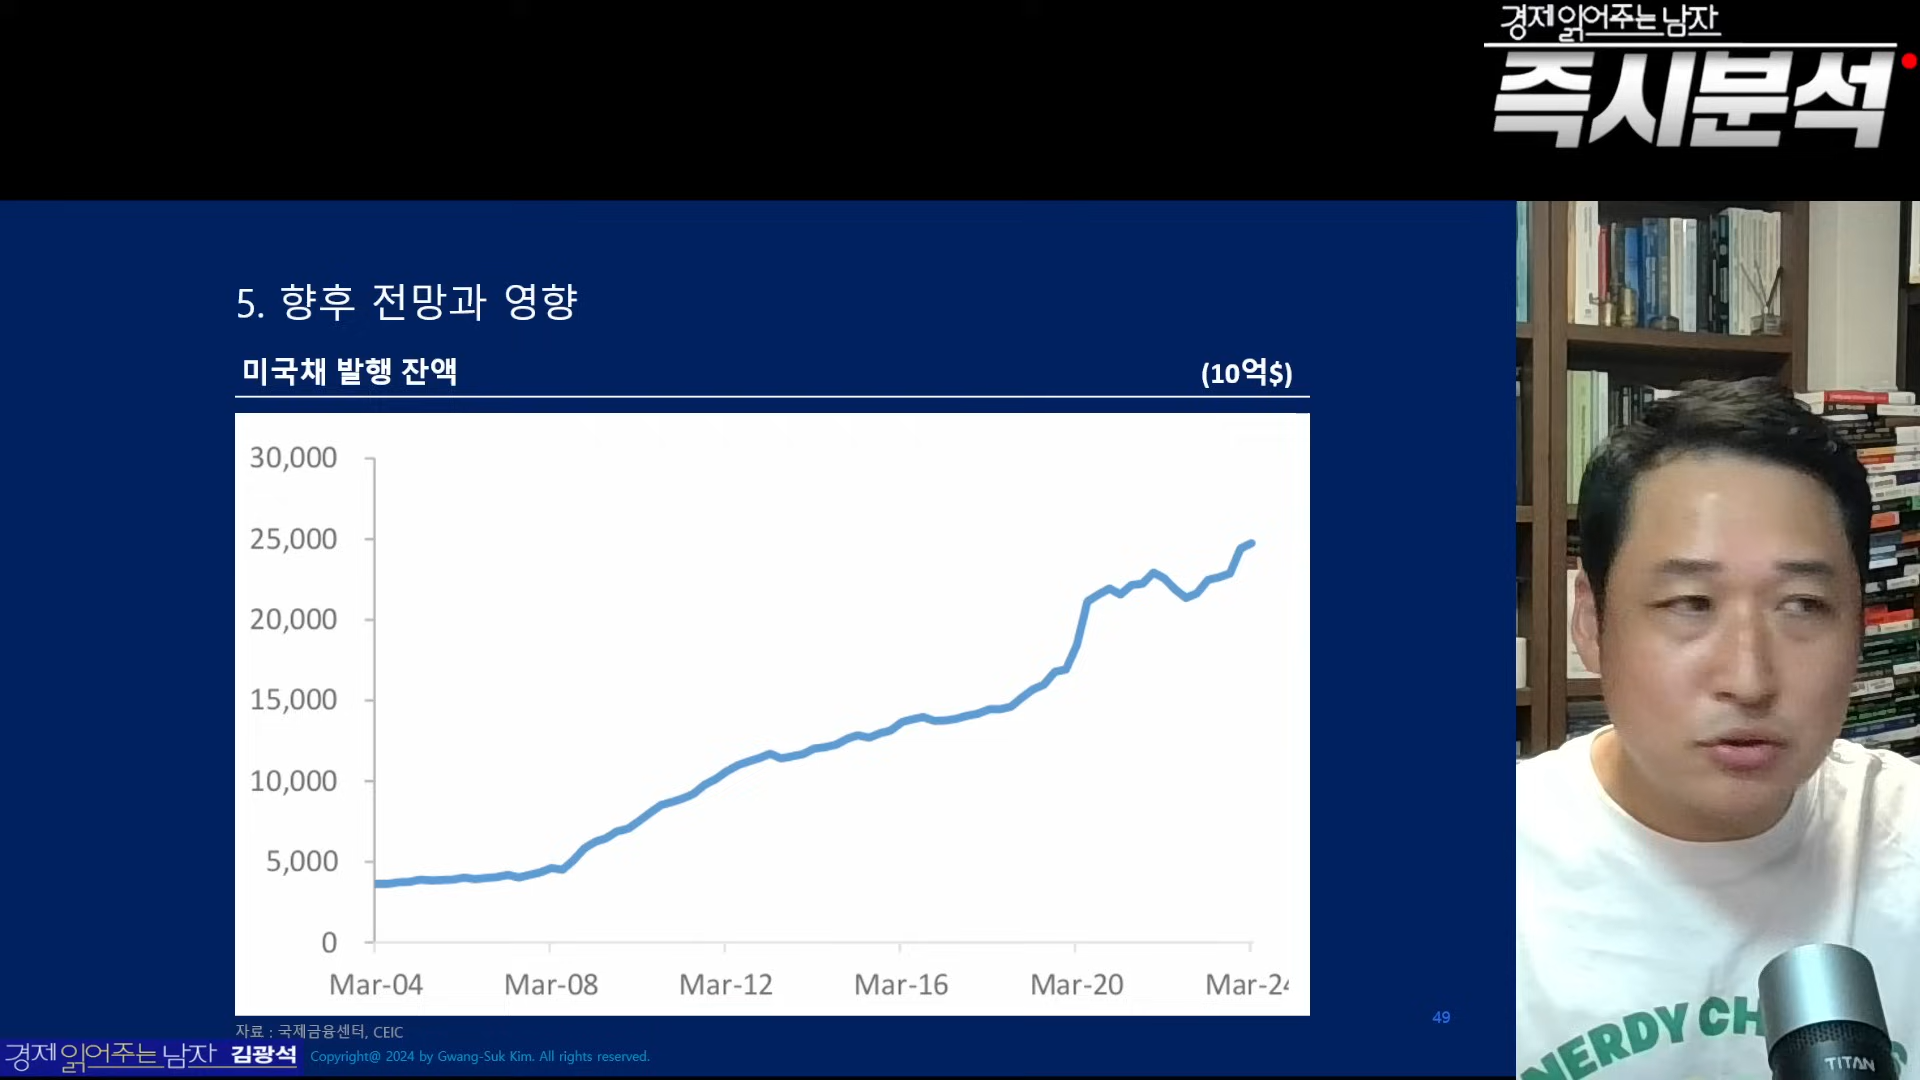 경제읽어주는남자
즉시분석
5. 향후 전망과 영향
미국채 발행 잔액
(10억$)
30,000
25,000
20,000
15,000
10,000
5,000
0
Mar-04
Mar-08
Mar-12
Mar-16
Mar-20
Mar-24
자료 : 국제금융센터, CEIC
49
경제읽어주는남자 김광석
Copyright@ 2024 by Gwang-Suk Kim. All rights reserved.
NERDY CH
TITAN